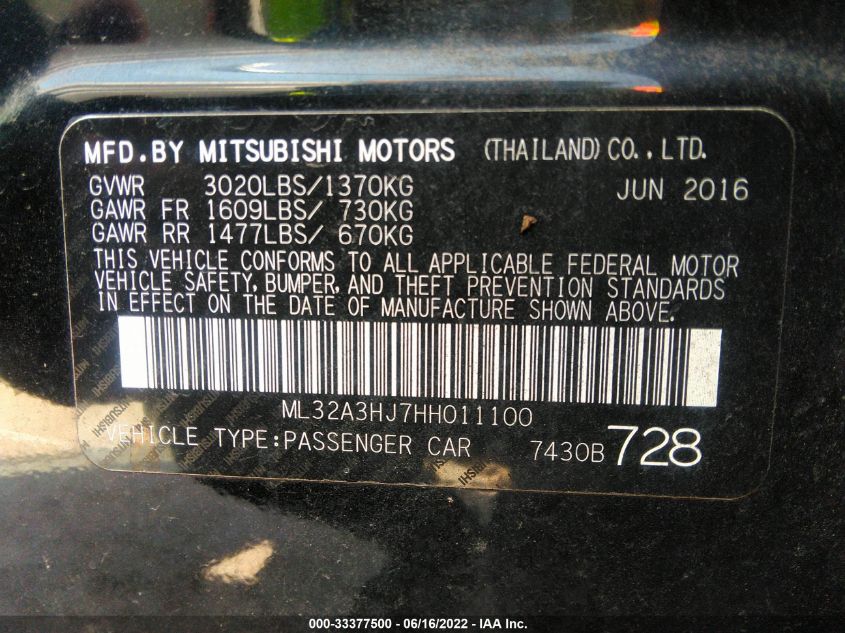 MFD.BY MITSUBISHI MOTORS (THAILAND) CO.,LTD.
GVWR 3020LBS/1370KG JUN 2016
GAWR FR 1609LBS/ 730KG
GAWR RR 1477LBS/ 670KG
THIS VEHICLE CONFORMS TO ALL APPLICABLE FEDERAL MOTOR
VEHICLE SAFETY, BUMPER, AND THEFT PREVENTION STANDARDS
IN EFFECT ON THE DATE OF MANUFACTURE SHOWN ABOVE.
ML32A3HJ7HH011100
VEHICLE TYPE:PASSENGER CAR 7430B 728
000-33377500 - 06/16/2022 - IAA Inc.